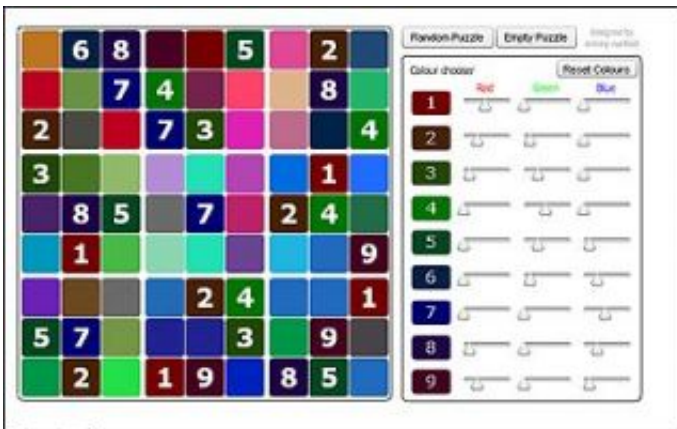 6 8 5 2
7 4 8
2 7 3 4
3 1
8 5 7 2 4
1 9
2 4 1
5 7 3 9
2 1 9 8 5
Random Puzzle Empty Puzzle
Colour chooser Reset Colours
Red Green Blue
1
2
3
4
5
6
7
8
9